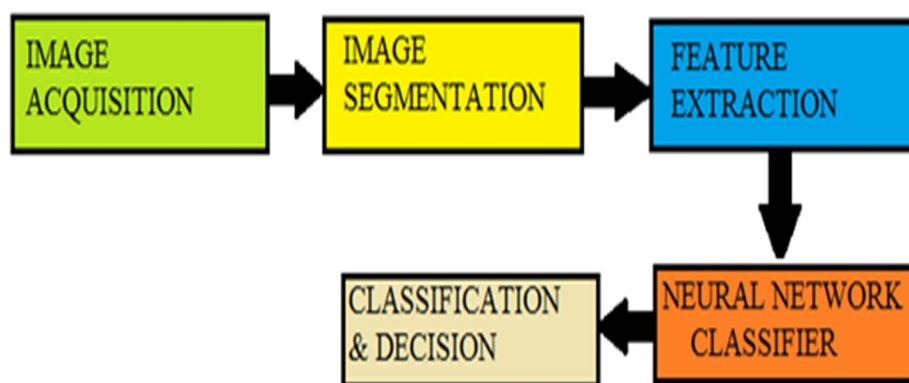 IMAGE
ACQUISITION
IMAGE
SEGMENTATION
FEATURE
EXTRACTION
NEURAL NETWORK
CLASSIFIER
CLASSIFICATION
& DECISION